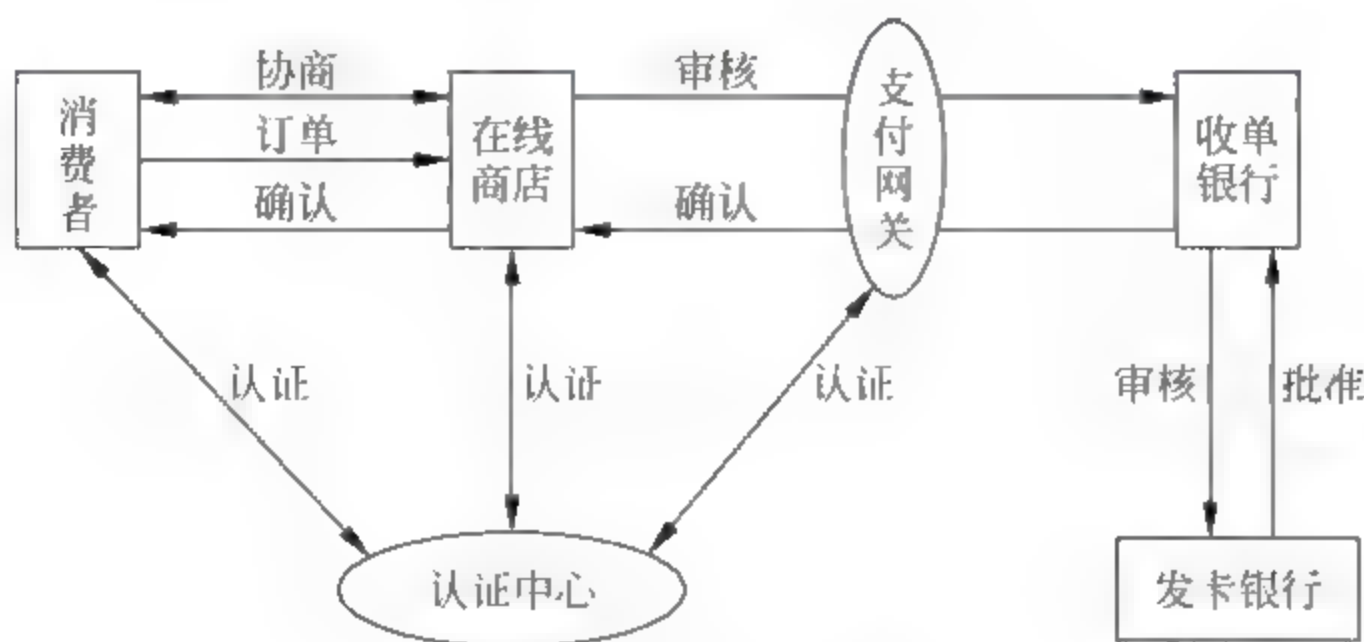 协商
审核
消费者
订单
在线商店
支付网关
收单银行
确认
确认
认证
认证
认证
审核
批准
认证中心
发卡银行